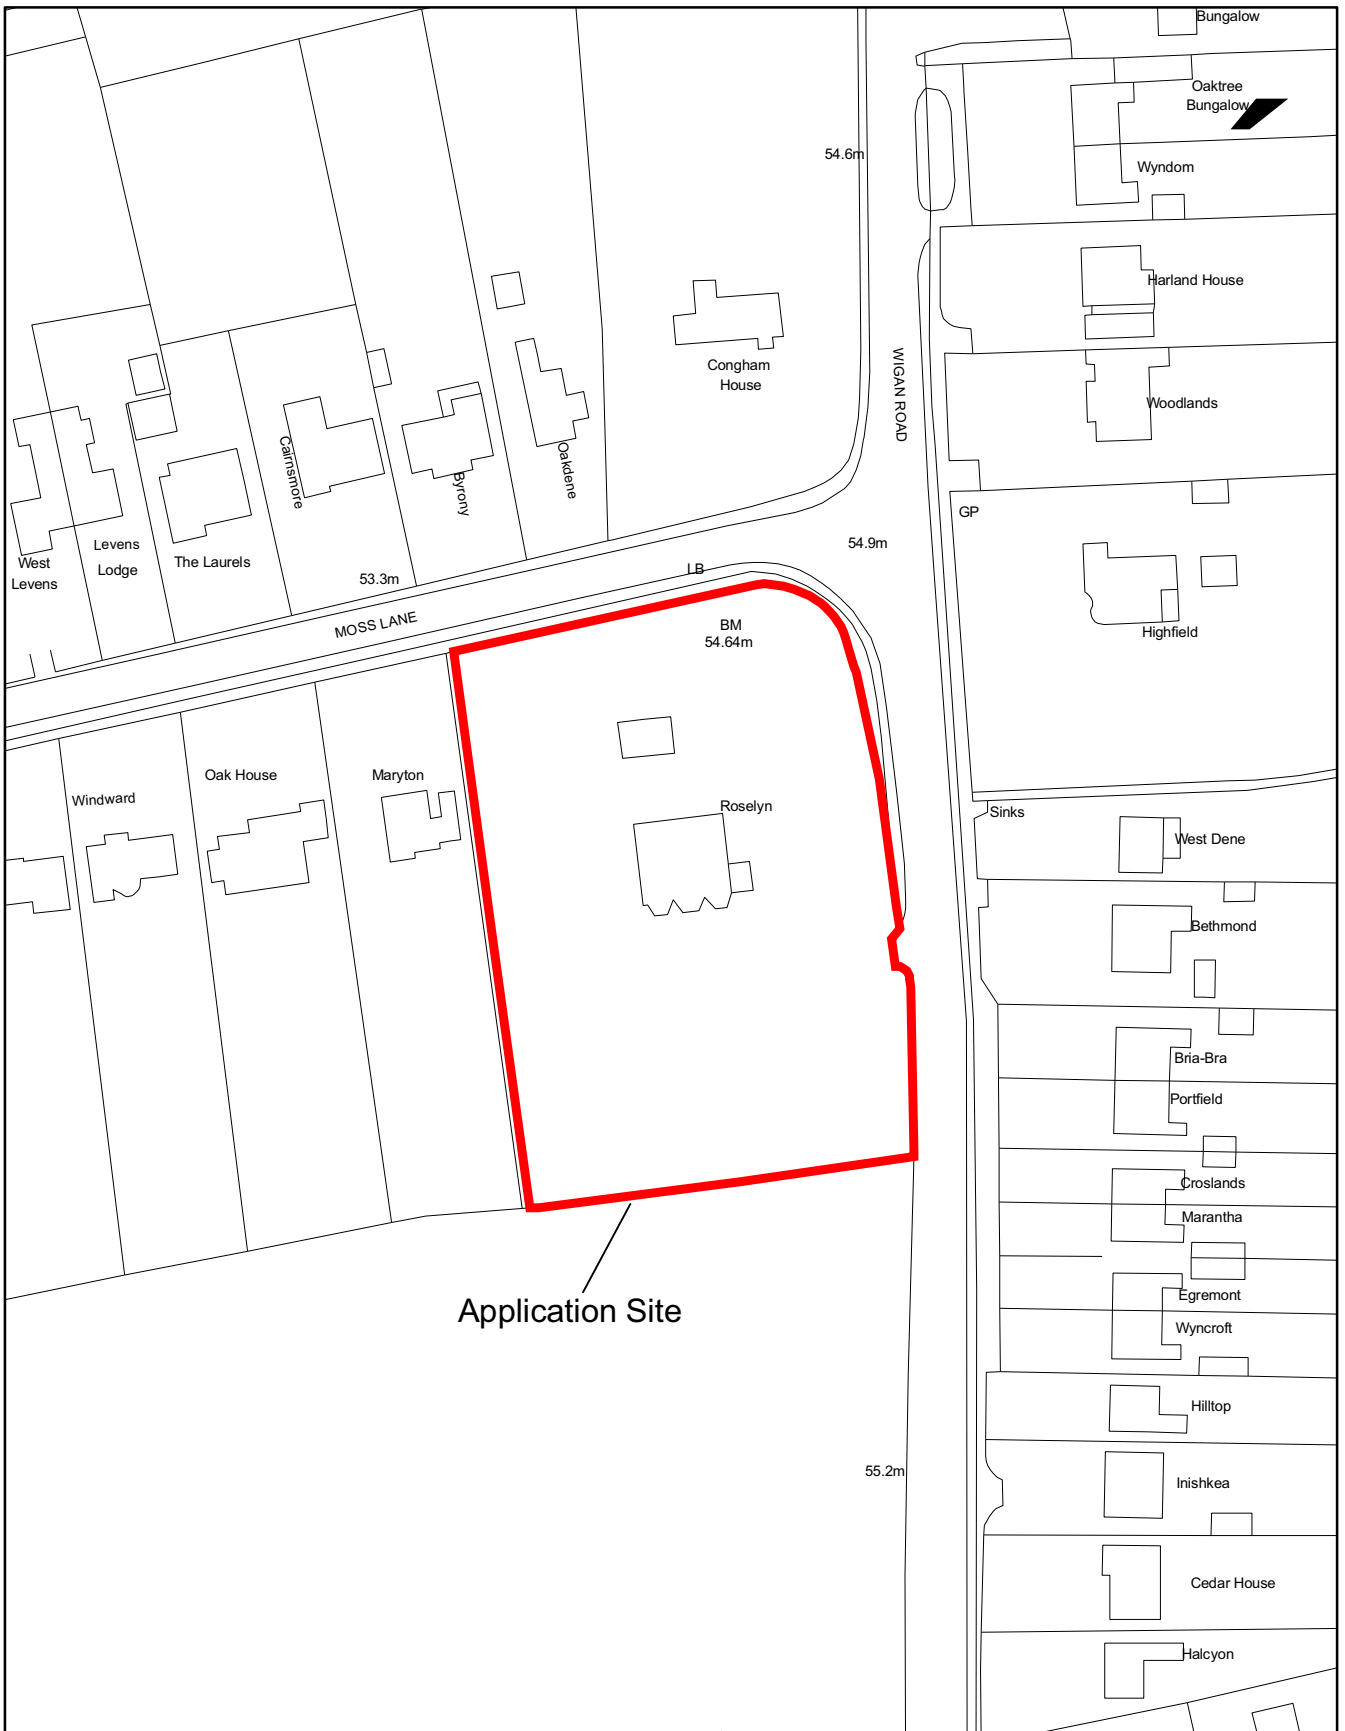 Bungalow
Oaktree
Bungalow
54.6m
Wyndom
Harland House
Congham
House
WIGAN ROAD
Woodlands
Cairnsmore
Byrony
Oakdene
GP
West
Levens
Levens
Lodge
The Laurels
53.3m
54.9m
LB
MOSS LANE
BM
54.64m
Highfield
Windward
Oak House
Maryton
Roselyn
Sinks
West Dene
Bethmond
Bria-Bra
Portfield
Croslands
Marantha
Application Site
Egremont
Wyncroft
Hilltop
55.2m
Inishkea
Cedar House
Halcyon